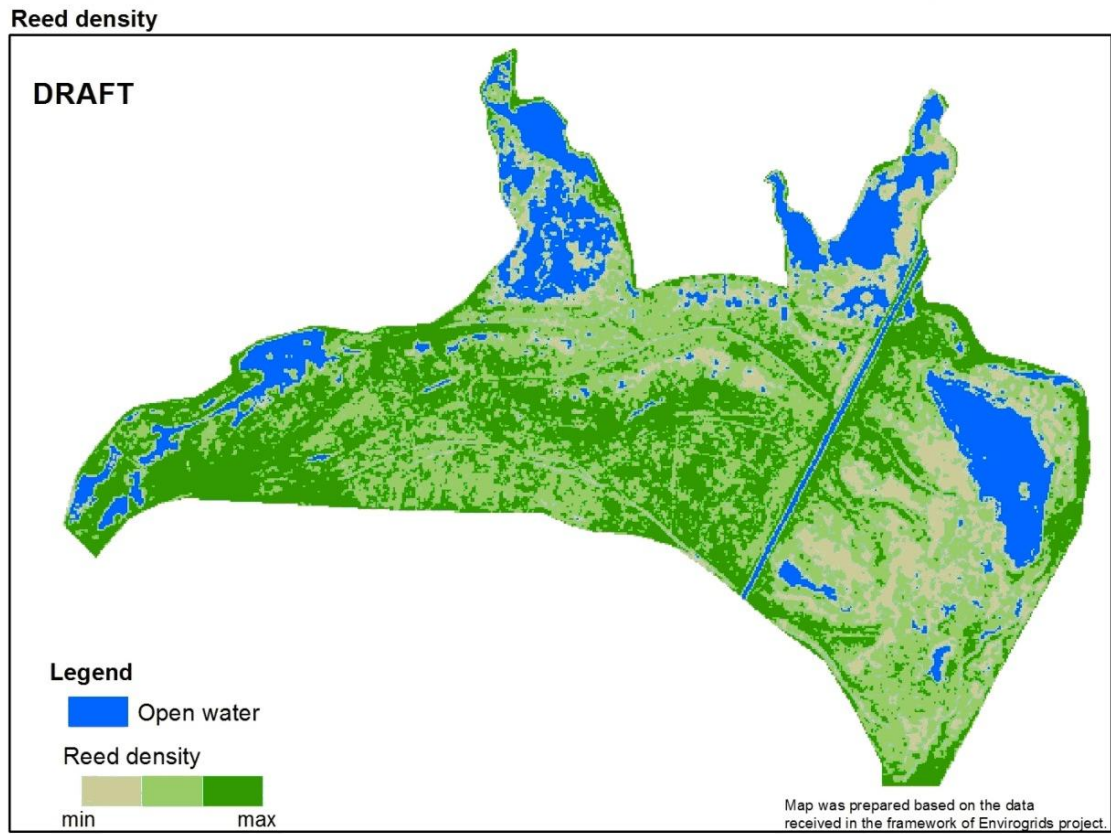 Reed density
DRAFT
Legend
Open water
Reed density
min max
Map was prepared based on the data
received in the framework of Envirogrids project.